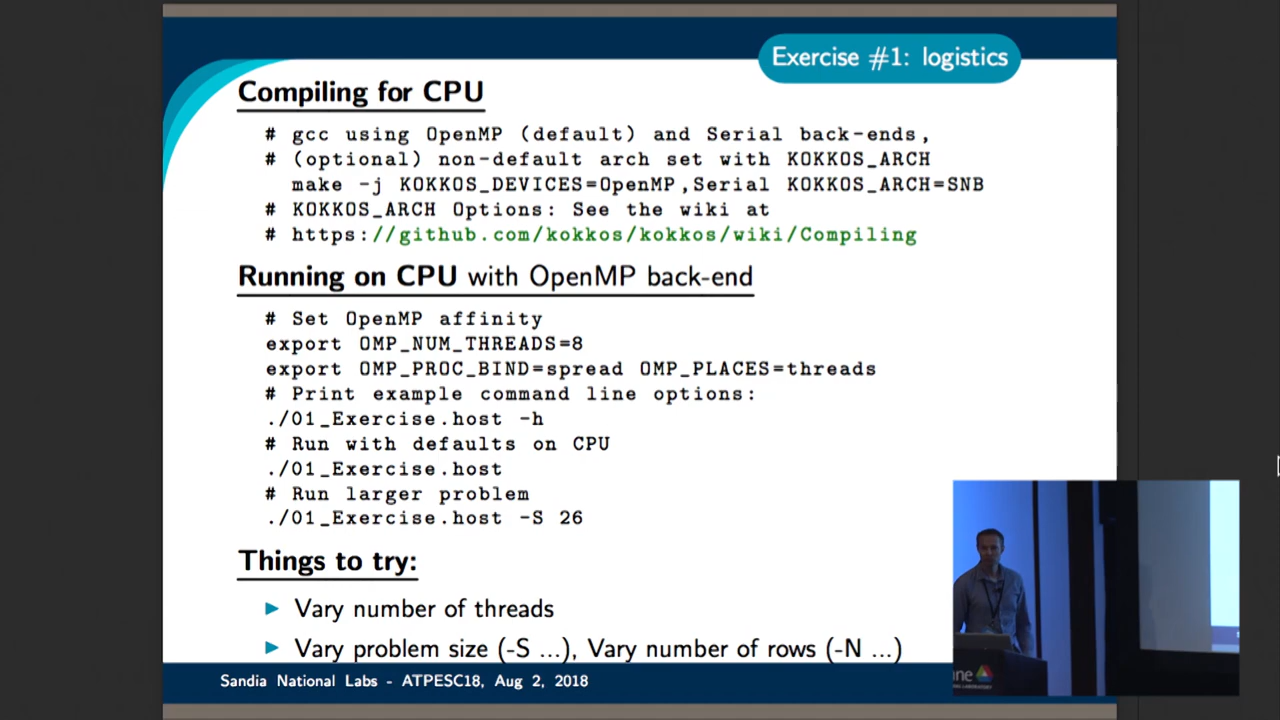 Exercise #1: logistics
Compiling for CPU
# gcc using OpenMP (default) and Serial back-ends,
# (optional) non-default arch set with KOKKOS_ARCH
make -j KOKKOS_DEVICES=OpenMP,Serial KOKKOS_ARCH=SNB
# KOKKOS_ARCH Options: See the wiki at
# https://github.com/kokkos/kokkos/wiki/Compiling
Running on CPU with OpenMP back-end
# Set OpenMP affinity
export OMP_NUM_THREADS=8
export OMP_PROC_BIND=spread OMP_PLACES=threads
# Print example command line options:
./01_Exercise.host -h
# Run with defaults on CPU
./01_Exercise.host
# Run larger problem
./01_Exercise.host -S 26
Things to try:
► Vary number of threads
► Vary problem size (-S ...), Vary number of rows (-N ...)
Sandia National Labs - ATPESC18, Aug 2, 2018